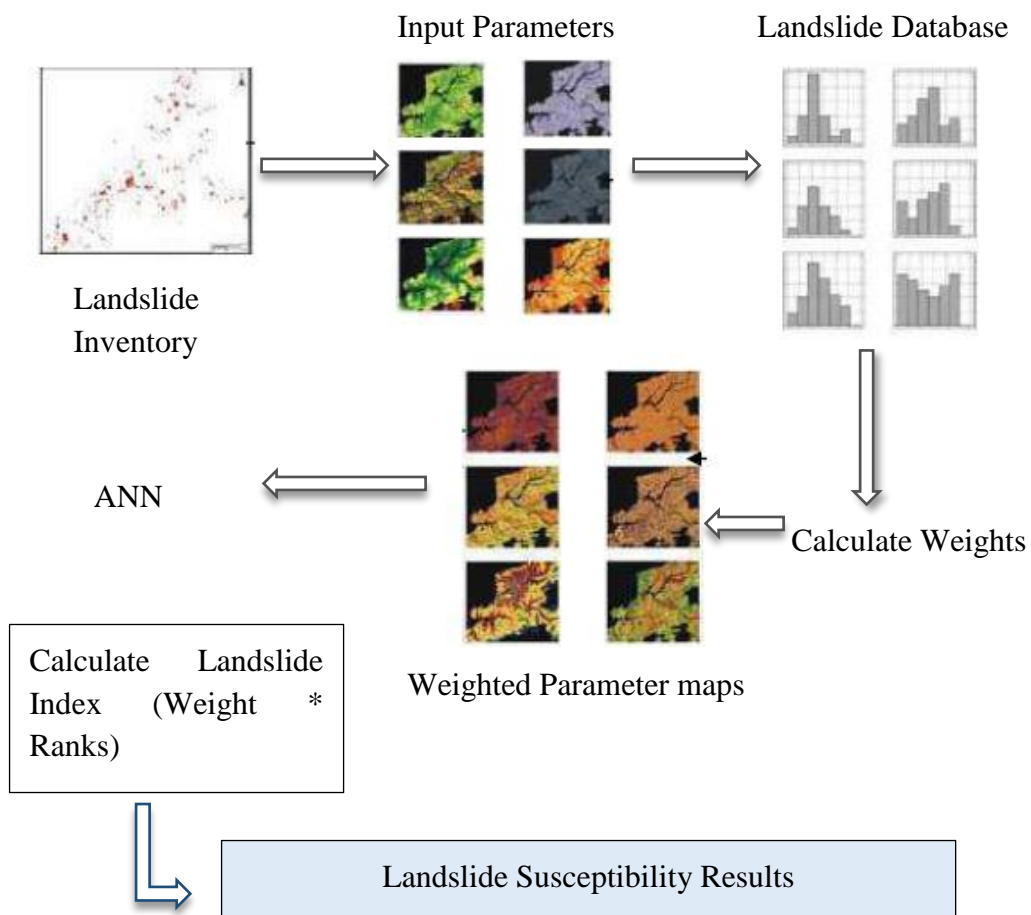 Input Parameters
Landslide Database
Landslide
Inventory
ANN
Calculate Weights
Weighted Parameter maps
Calculate Landslide
Index (Weight *
Ranks)
Landslide Susceptibility Results